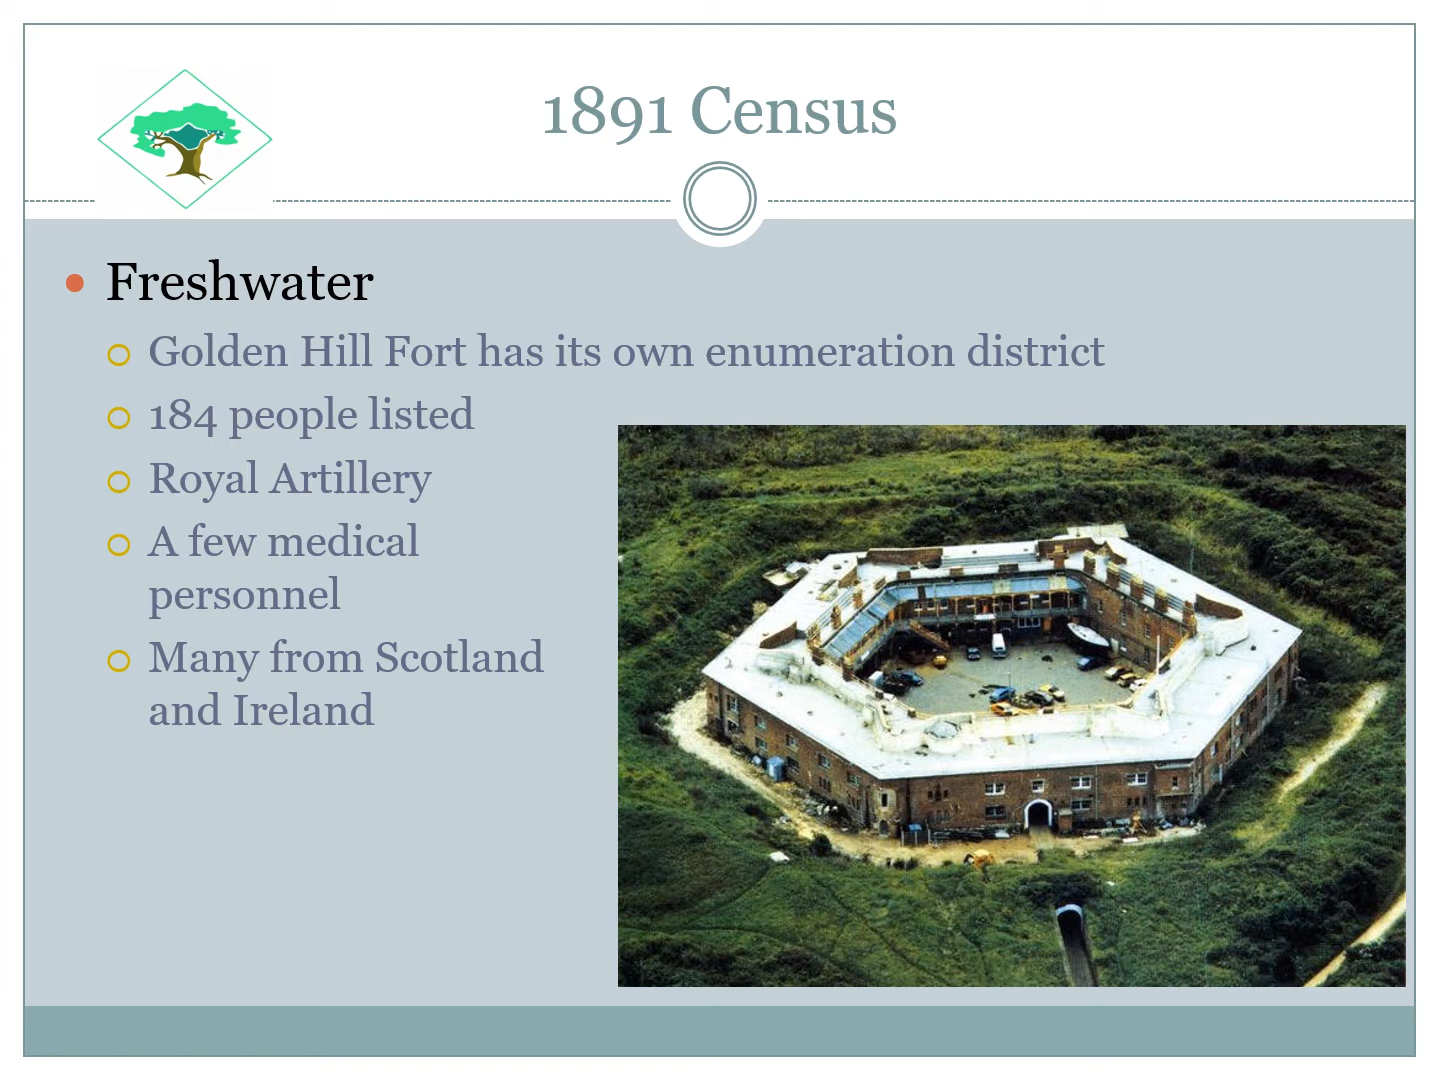 1891 Census
Freshwater
Golden Hill Fort has its own enumeration district
184 people listed
Royal Artillery
A few medical
personnel
Many from Scotland
and Ireland